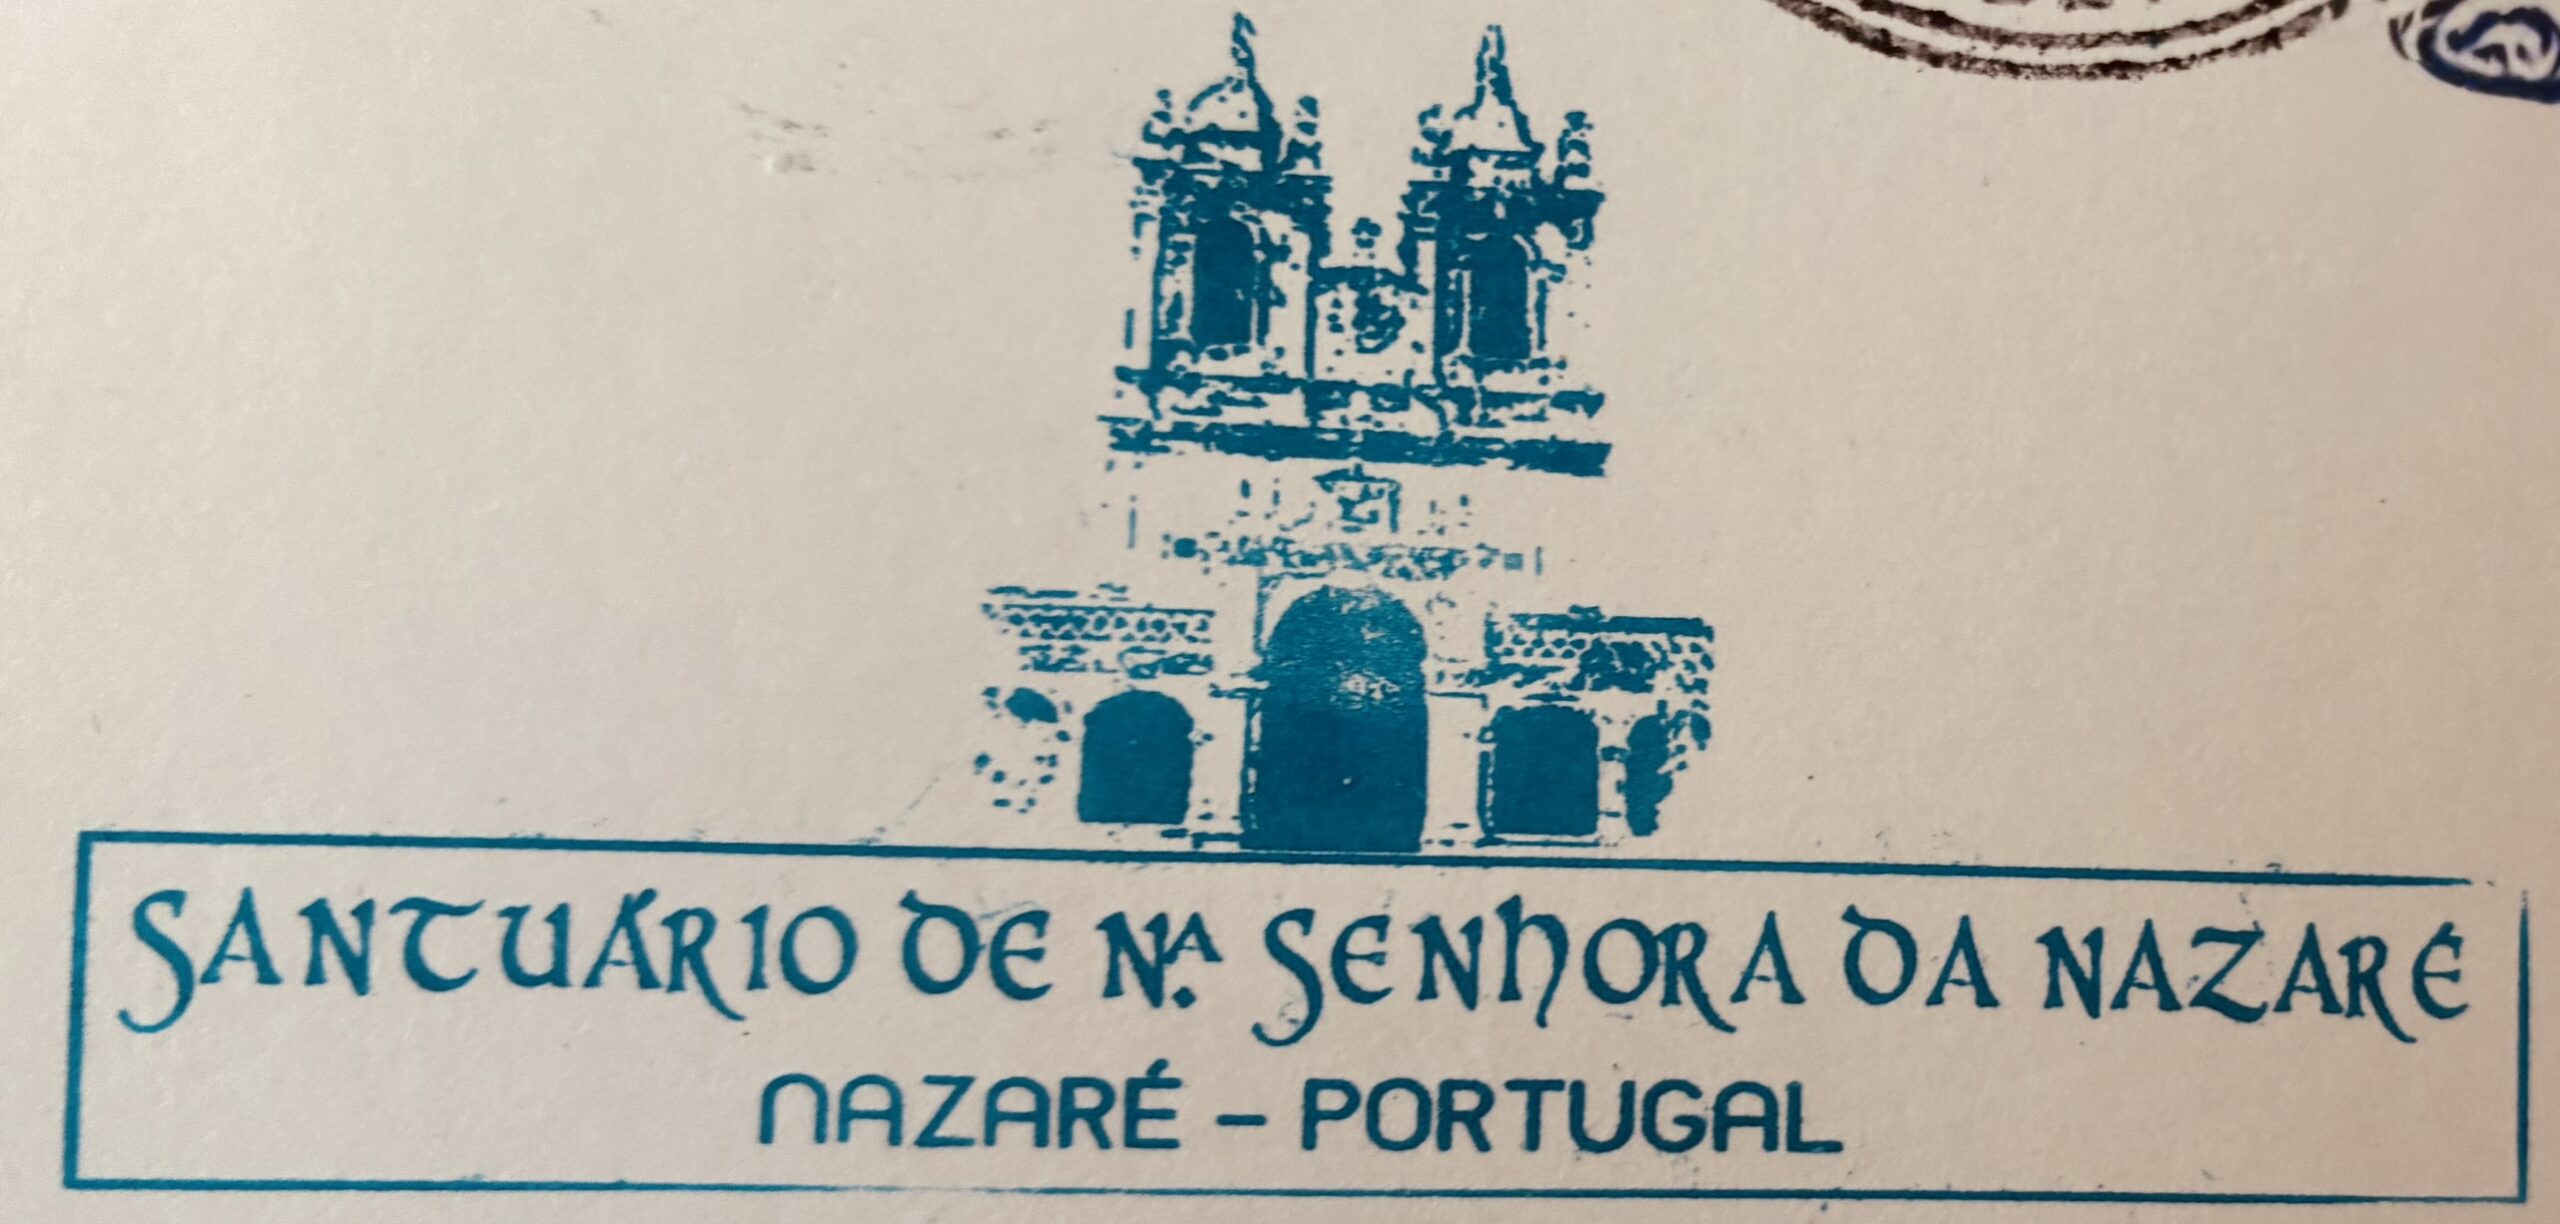 SANTUÁRIO DE Nª. SENHORA DA NAZARÉ
NAZARÉ - PORTUGAL